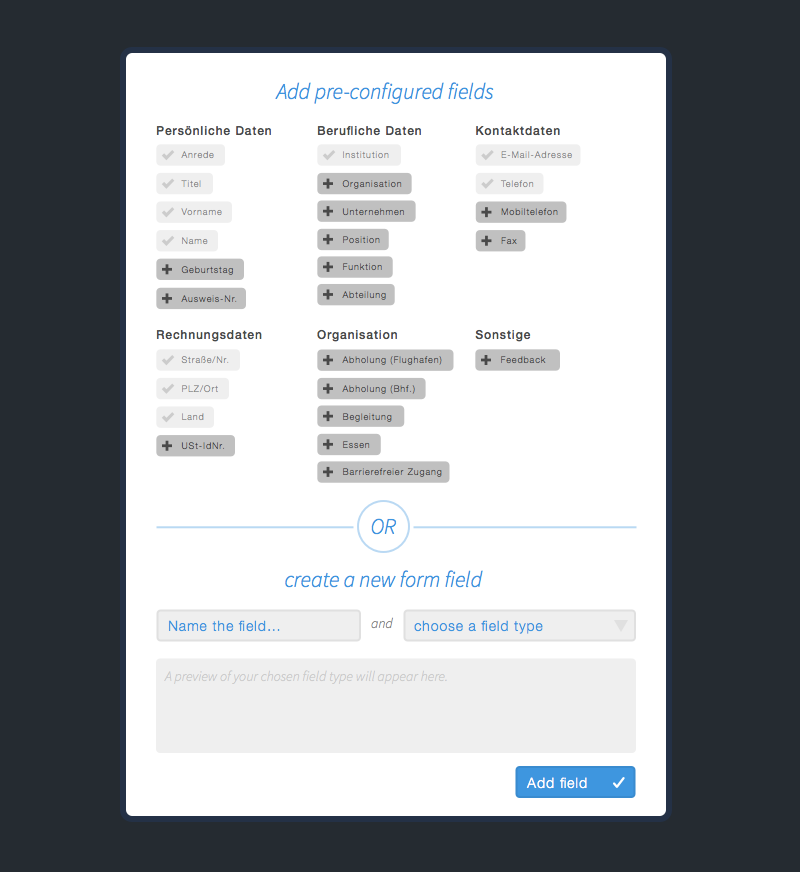 Add pre-configured fields
Persönliche Daten
Anrede
Titel
Vorname
Name
Geburtstag
Ausweis-Nr.
Berufliche Daten
Institution
Organisation
Unternehmen
Position
Funktion
Abteilung
Kontaktdaten
E-Mail-Adresse
Telefon
Mobiltelefon
Fax
Rechnungsdaten
Straße/Nr.
PLZ/Ort
Land
USt-IdNr.
Organisation
Abholung (Flughafen)
Abholung (Bhf.)
Begleitung
Essen
Barrierefreier Zugang
Sonstige
Feedback
OR
create a new form field
Name the field... and choose a field type
A preview of your chosen field type will appear here.
Add field